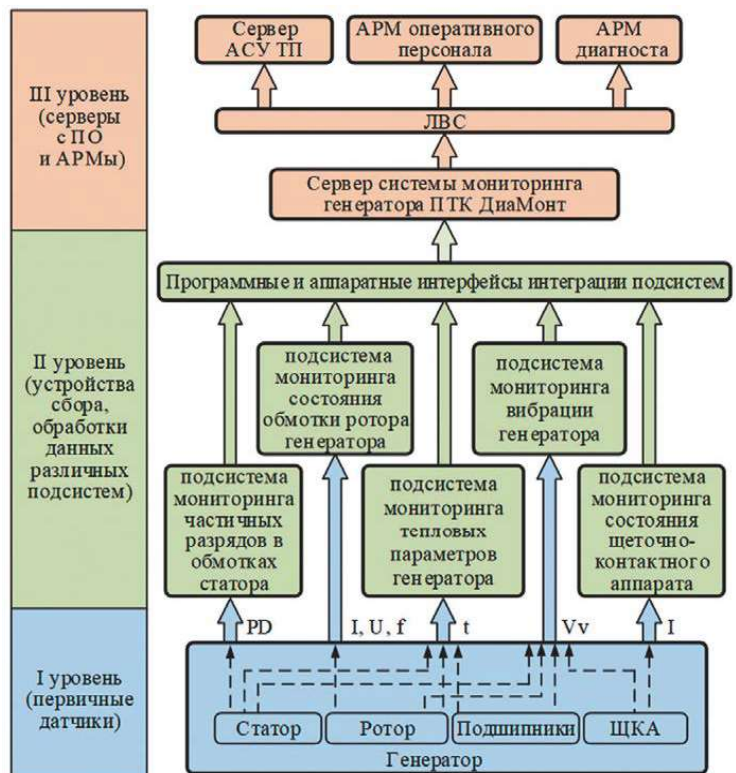 III уровень
(серверы
с ПО
и АРМы)
Сервер
АСУ ТП
АРМ оперативного
персонала
АРМ
диагноста
ЛВС
Сервер системы мониторинга
генератора ПТК ДиаМонт
II уровень
(устройства
сбора,
обработки
данных
различных
подсистем)
Программные и аппаратные интерфейсы интеграции подсистем
подсистема
мониторинга
состояния
обмотки ротора
генератора
подсистема
мониторинга
вибрации
генератора
подсистема
мониторинга
частичных
разрядов в
обмотках
статора
подсистема
мониторинга
тепловых
параметров
генератора
подсистема
мониторинга
состояния
щеточно-
контактного
аппарата
I уровень
(первичные
датчики)
PD
I, U, f
t
Vv
I
Статор
Ротор
Подшипники
ЩКА
Генератор